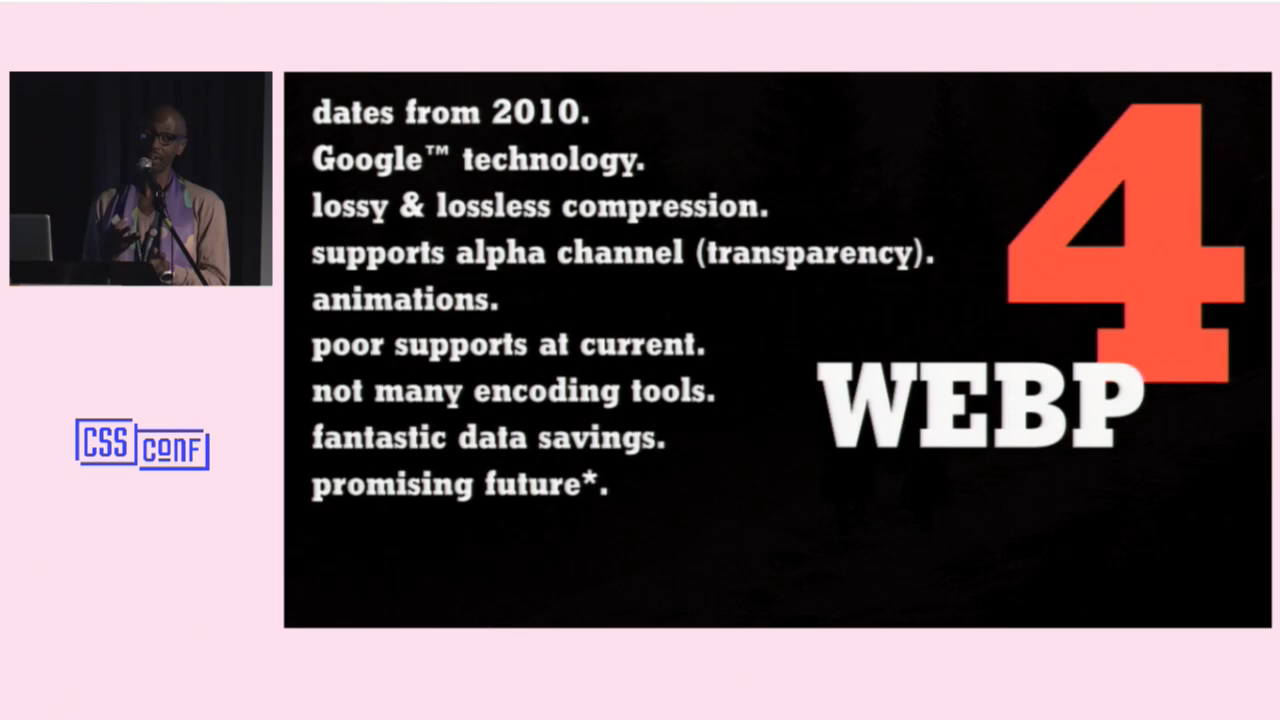 dates from 2010.
Google™ technology.
lossy & lossless compression.
supports alpha channel (transparency).
animations.
poor supports at current.
not many encoding tools.
fantastic data savings.
promising future*.
4
WEBP
CSS
CONF